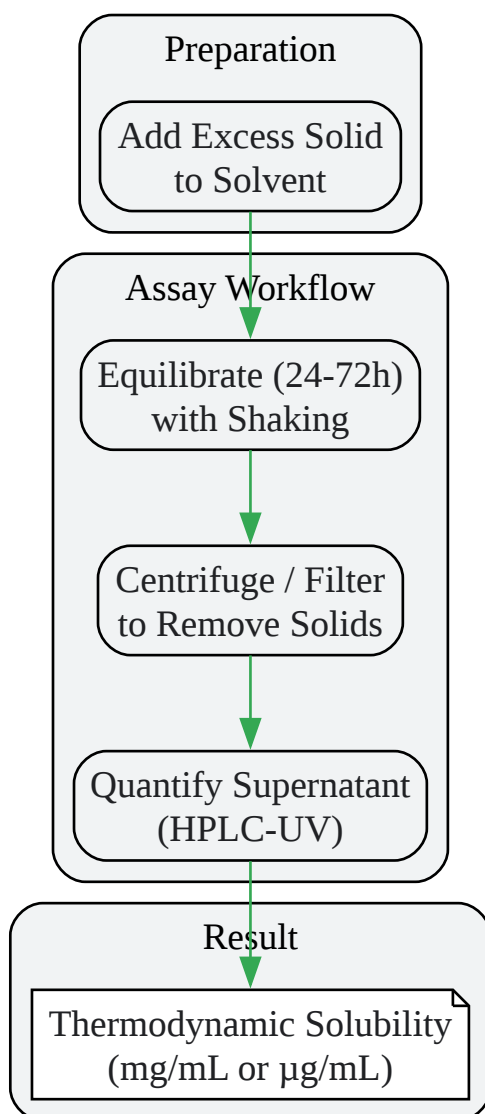 Preparation
Add Excess Solid
to Solvent
Assay Workflow
Equilibrate (24-72h)
with Shaking
Centrifuge / Filter
to Remove Solids
Quantify Supernatant
(HPLC-UV)
Result
Thermodynamic Solubility
(mg/mL or µg/mL)